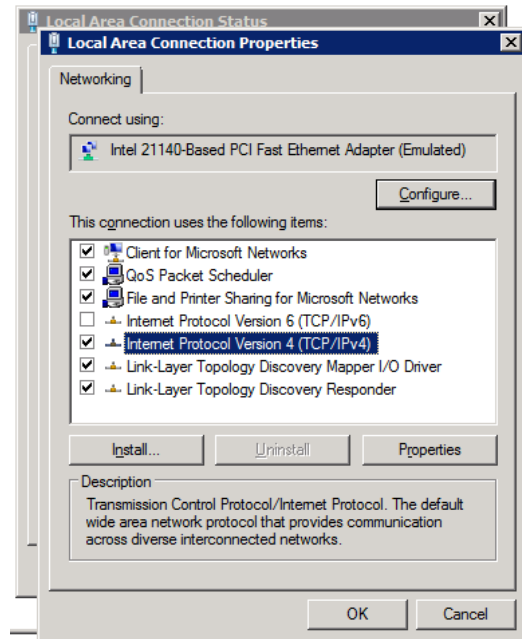 Local Area Connection Status
Local Area Connection Properties
Networking
Connect using:
Intel 21140-Based PCI Fast Ethernet Adapter (Emulated)
Configure...
This connection uses the following items:
Client for Microsoft Networks
QoS Packet Scheduler
File and Printer Sharing for Microsoft Networks
Internet Protocol Version 6 (TCP/IPv6)
Internet Protocol Version 4 (TCP/IPv4)
Link-Layer Topology Discovery Mapper I/O Driver
Link-Layer Topology Discovery Responder
Install... Uninstall Properties
Description
Transmission Control Protocol/Internet Protocol. The default
wide area network protocol that provides communication
across diverse interconnected networks.
OK Cancel